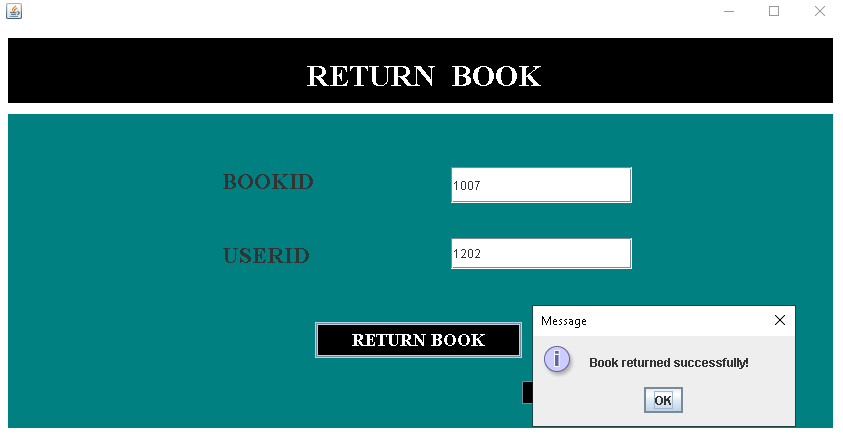 RETURN BOOK
BOOKID
1007
USERID
1202
RETURN BOOK
Message
Book returned successfully!
OK